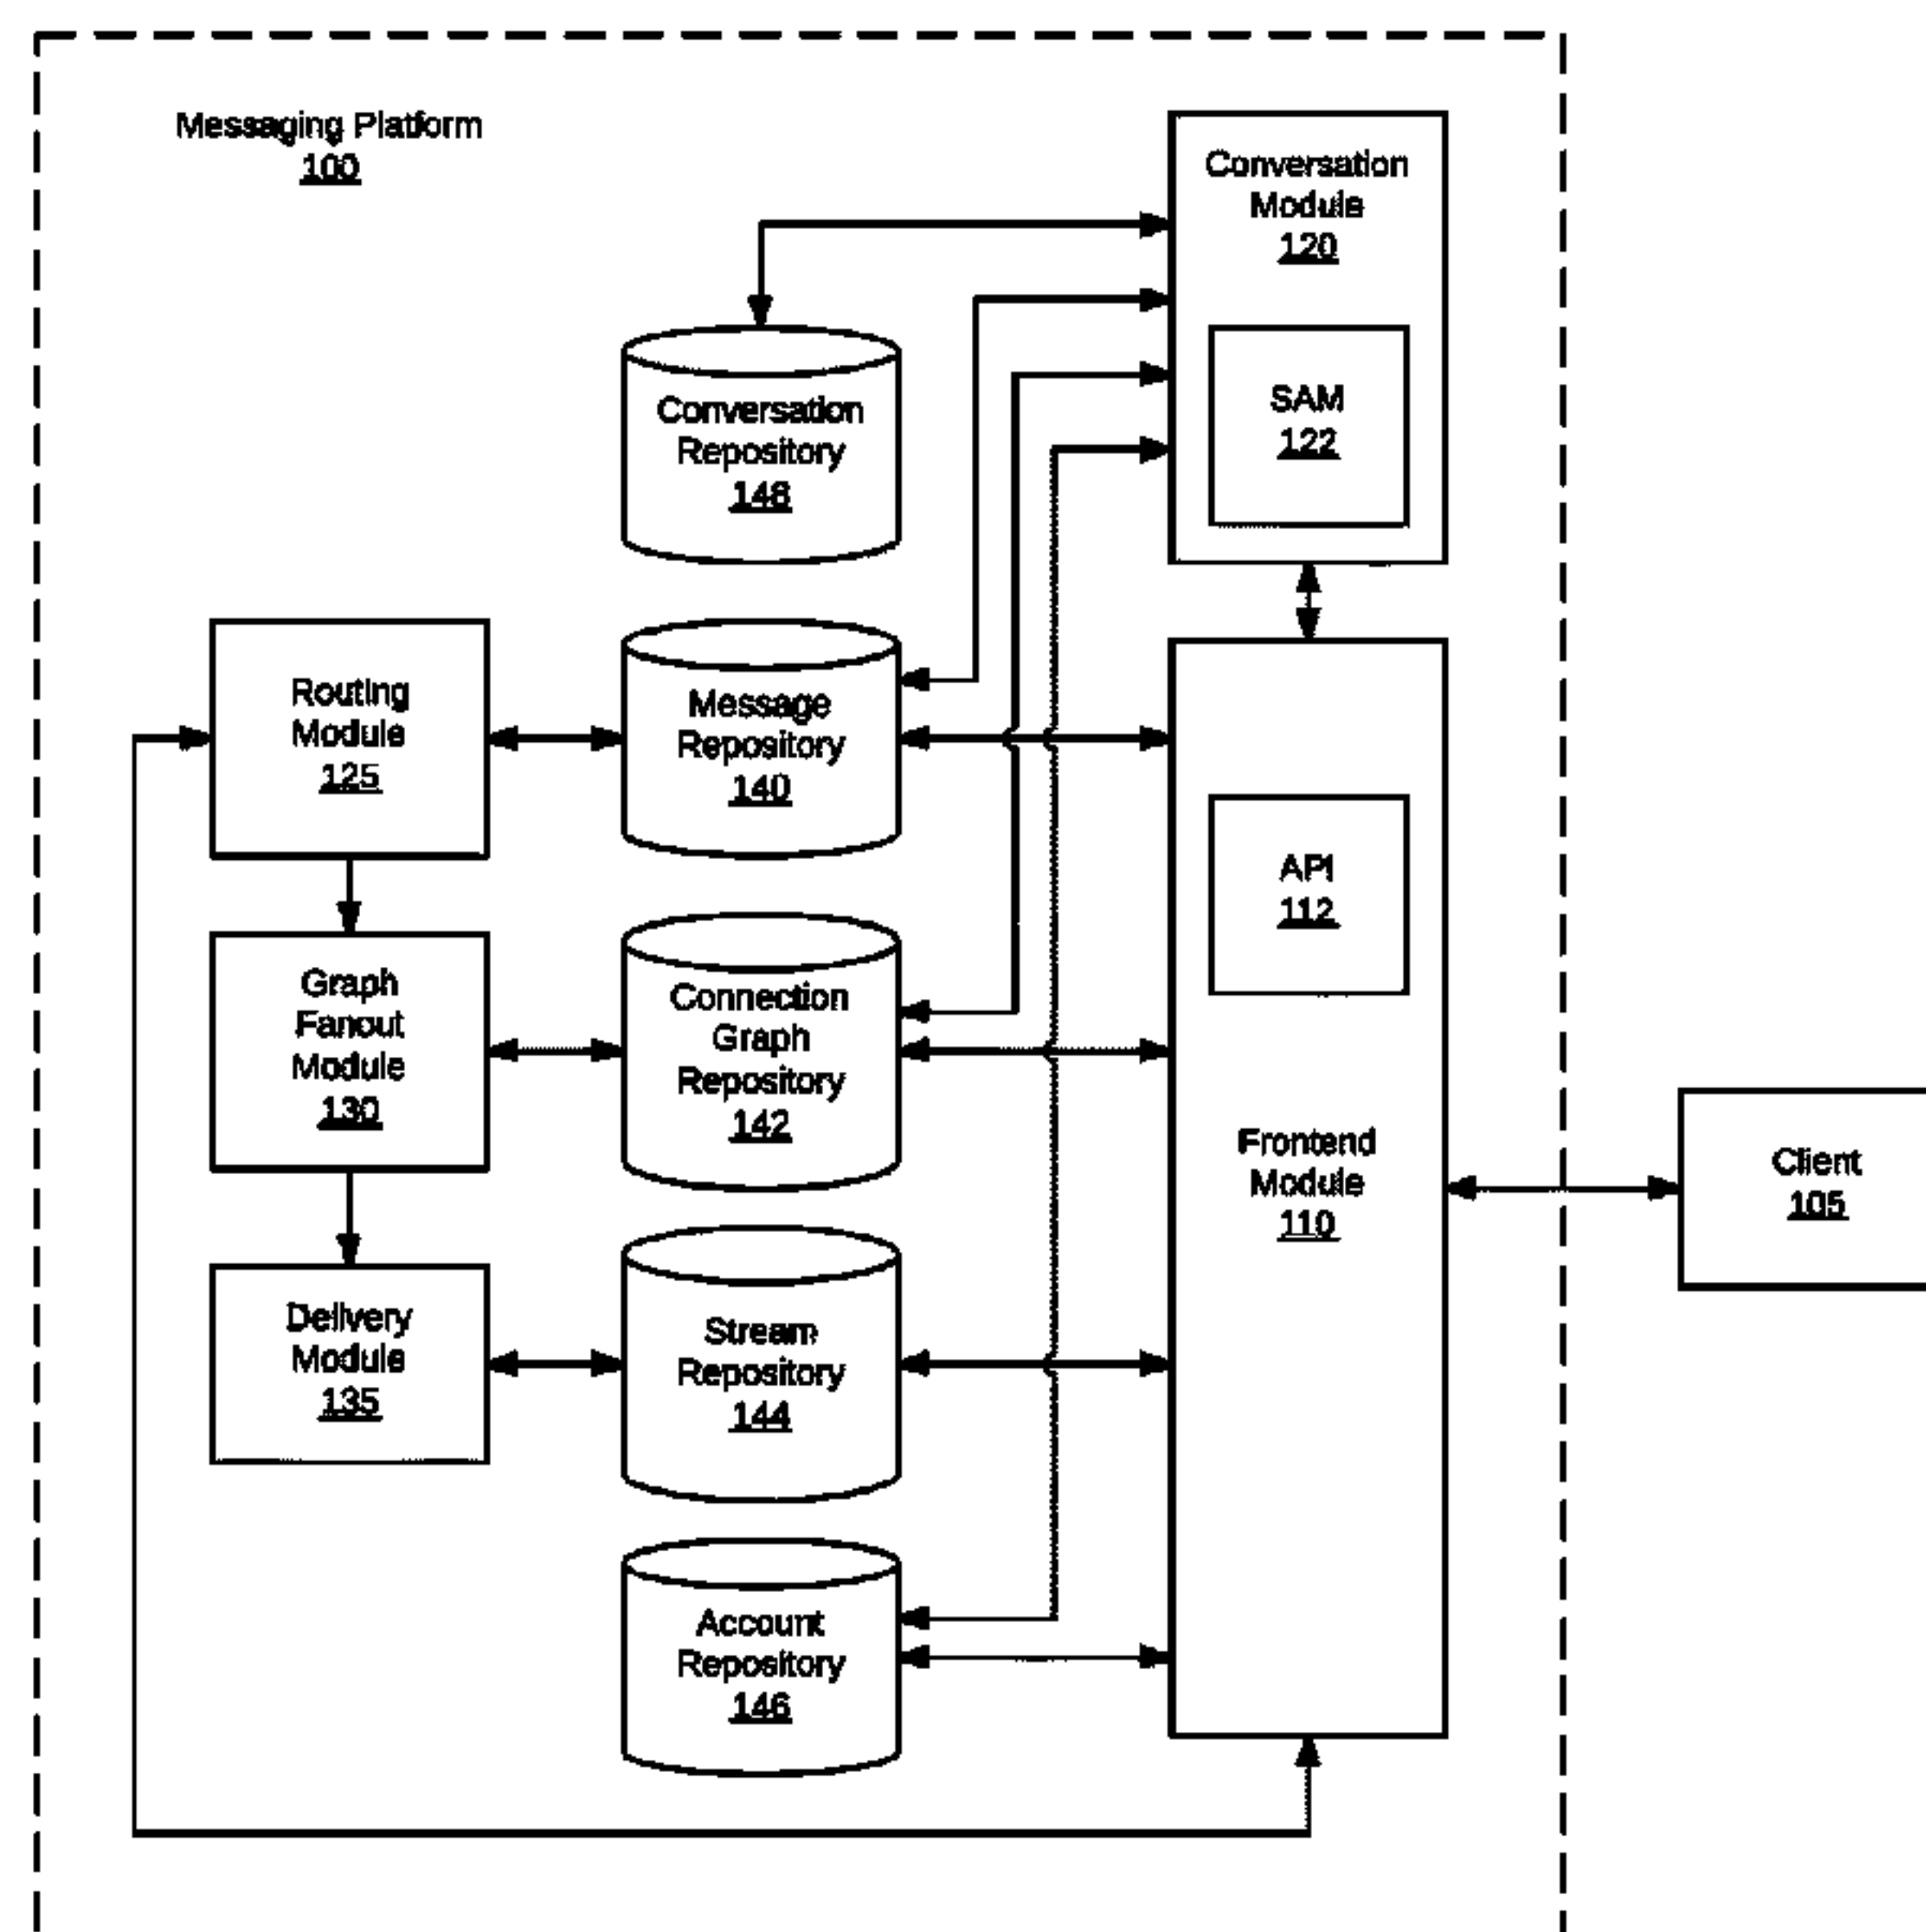 Messaging Platform
100
Conversation
Module
120
SAM
122
Conversation
Repository
148
Routing
Module
125
Message
Repository
140
API
112
Graph
Fanout
Module
130
Connection
Graph
Repository
142
Frontend
Module
110
Client
105
Delivery
Module
135
Stream
Repository
144
Account
Repository
146